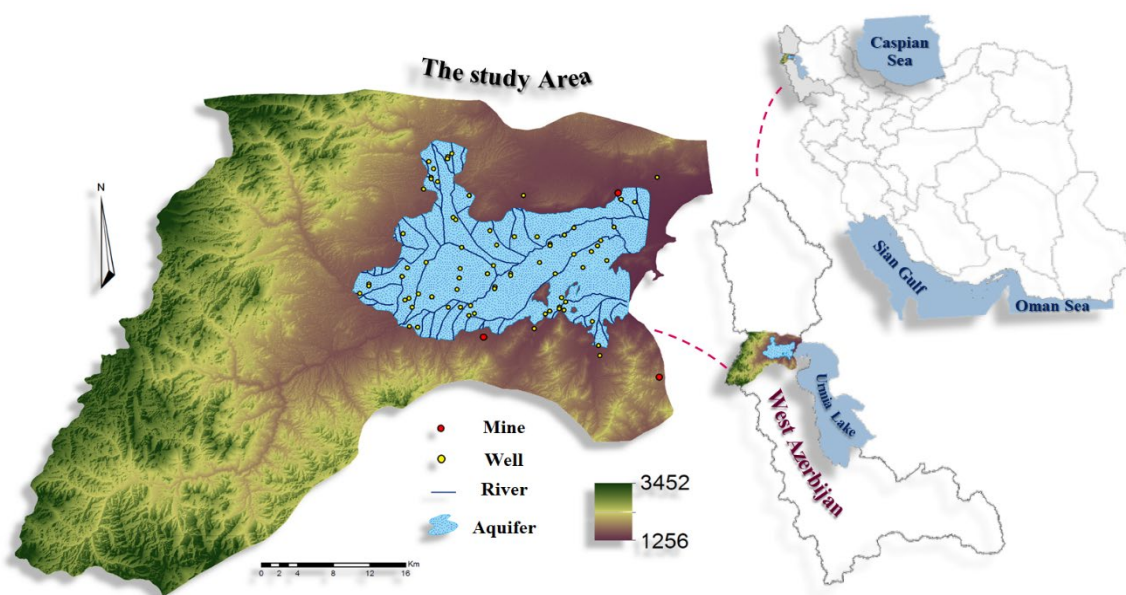 The study Area
Caspian
Sea
N
Sian Gulf
Oman Sea
Urmia Lake
West Azerbijan
Mine
Well
River
Aquifer
3452
1256
Km
0 2 4 8 12 16